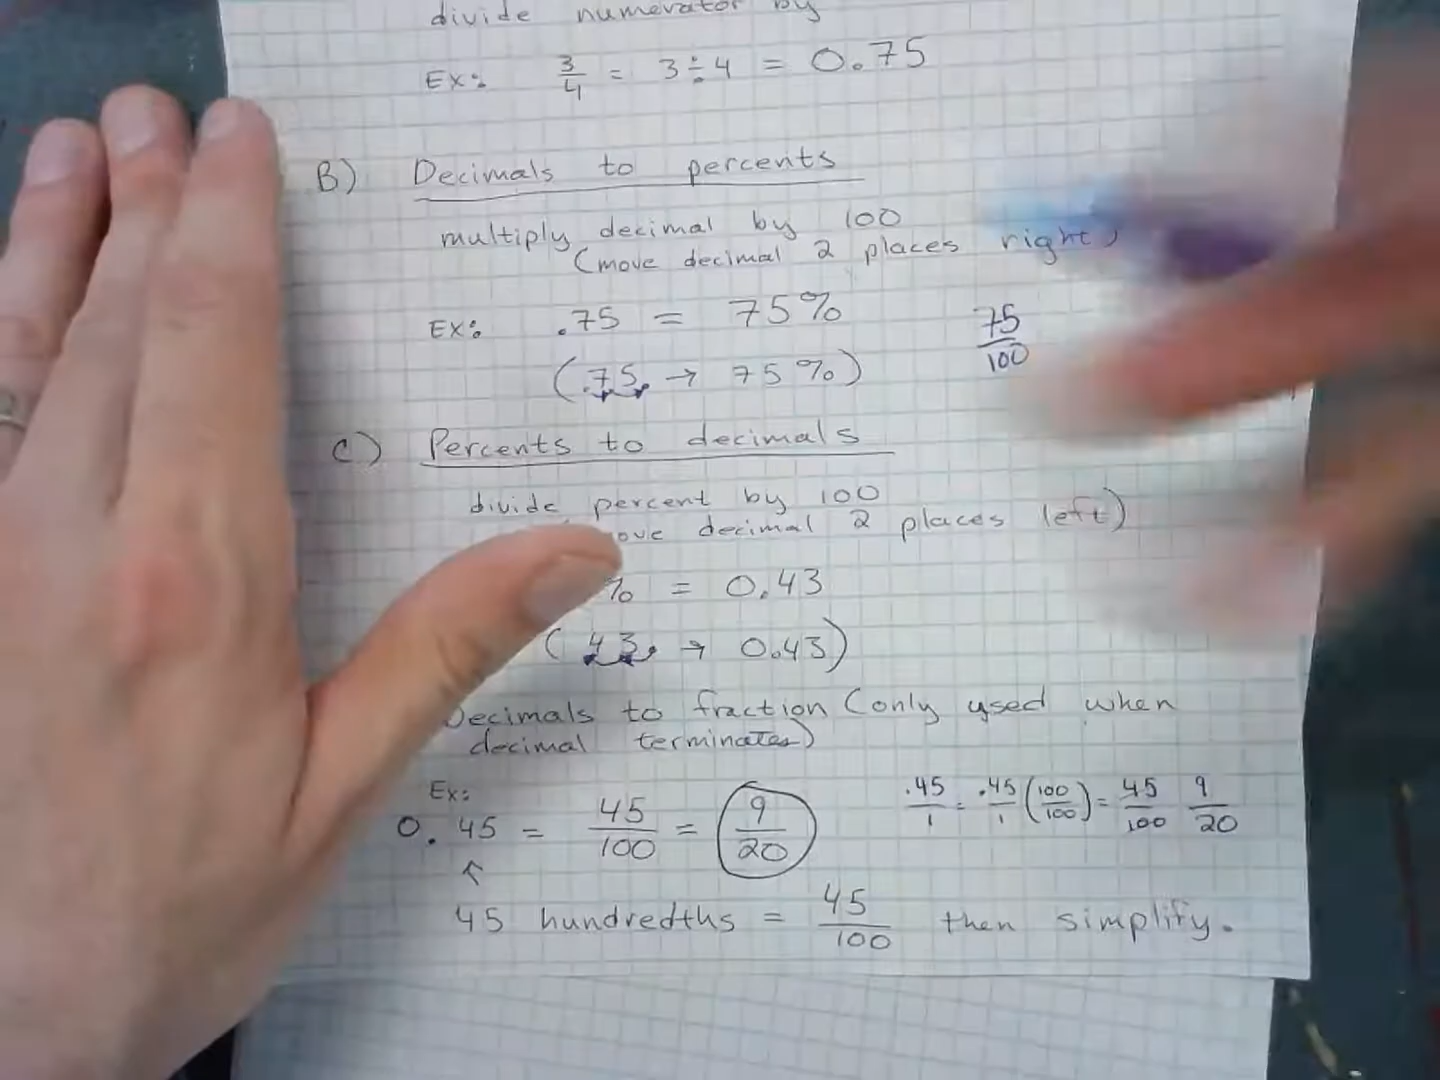 divide numerator by
Ex: 3/4 = 3 ÷ 4 = 0.75
B) Decimals to percents
multiply decimal by 100
(move decimal 2 places right)
Ex: .75 = 75%
75/100
(.75. → 75%)
C) Percents to decimals
divide percent by 100
ove decimal 2 places left)
% = 0.43
(43. → 0.43)
Decimals to fraction (only used when
decimal terminates)
Ex:
0.45 = 45/100 = 9/20
.45/1 = .45/1 (100/100) = 45/100 9/20
↖
45 hundredths = 45/100 then simplify.